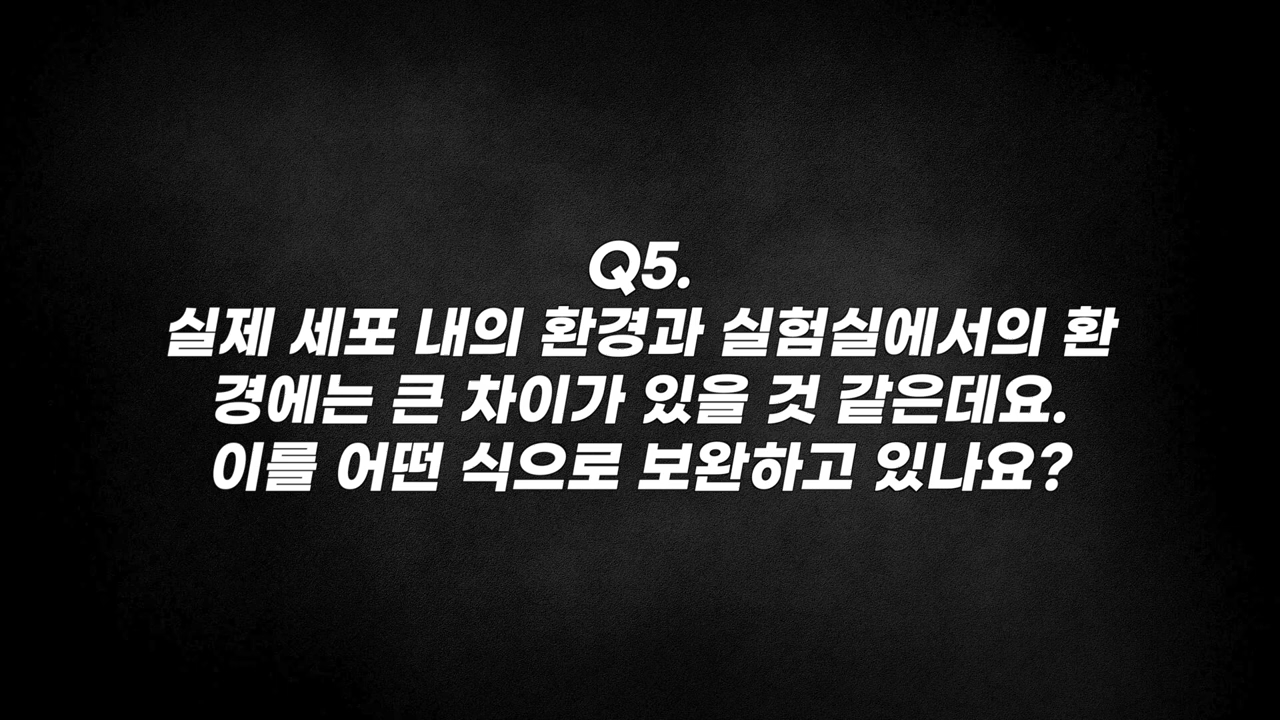 Q5.
실제 세포 내의 환경과 실험실에서의 환
경에는 큰 차이가 있을 것 같은데요.
이를 어떤 식으로 보완하고 있나요?